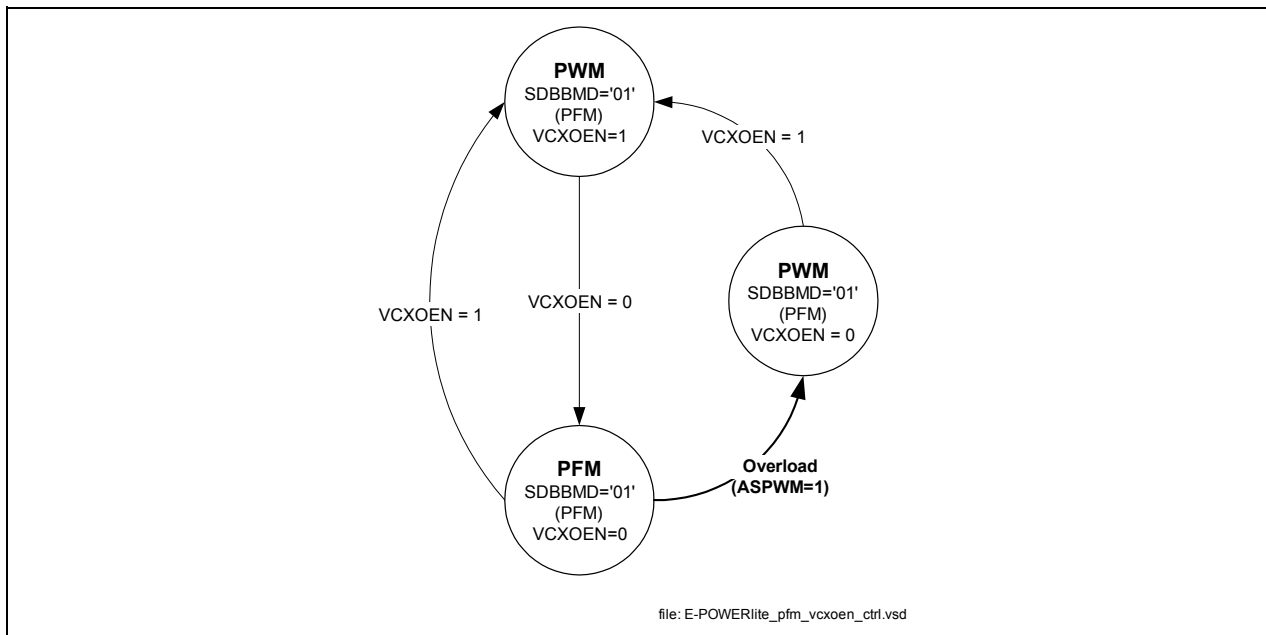 PWM
SDBBMD='01'
(PFM)
VCXOEN=1
VCXOEN = 1
PWM
SDBBMD='01'
(PFM)
VCXOEN = 0
VCXOEN = 0
VCXOEN = 1
Overload
(ASPWM=1)
PFM
SDBBMD='01'
(PFM)
VCXOEN=0
file: E-POWERlite_pfm_vcxoen_ctrl.vsd